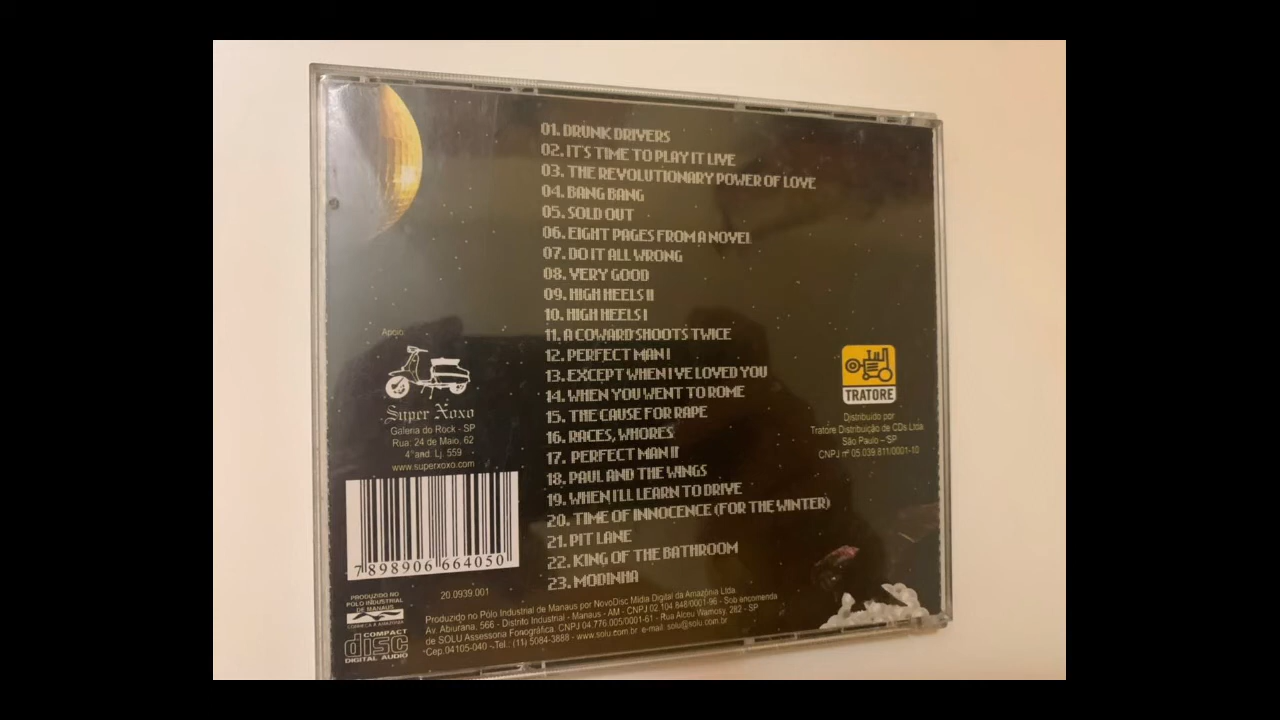 01. DRUNK DRIVERS
02. IT'S TIME TO PLAY IT LIVE
03. THE REVOLUTIONARY POWER OF LOVE
04. BANG BANG
05. SOLD OUT
06. EIGHT PAGES FROM A NOVEL
07. DO IT ALL WRONG
08. VERY GOOD
09. HIGH HEELS II
10. HIGH HEELS I
11. A COWARD SHOOTS TWICE
12. PERFECT MAN I
13. EXCEPT WHEN I'VE LOVED YOU
14. WHEN YOU WENT TO ROME
15. THE CAUSE FOR RAPE
16. RACES, WHORES
17. PERFECT MAN II
18. PAUL AND THE WINGS
19. WHEN I'LL LEARN TO DRIVE
20. TIME OF INNOCENCE (FOR THE WINTER)
21. PIT LANE
22. KING OF THE BATHROOM
23. MODINHA
Apoio
Super Xoxo
Galeria do Rock - SP
Rua: 24 de Maio, 62
4° and. Lj. 559
www.superxoxo.com
TRATORE
Distribuído por
Tratore Distribuição de CDs Ltda.
São Paulo – SP
CNPJ nº 05.039.811/0001-10
7 898906 664050
20.0939.001
PRODUZIDO NO
PÓLO INDUSTRIAL
DE MANAUS
CONHEÇA A AMAZÔNIA
COMPACT
disc
DIGITAL AUDIO
Produzido no Pólo Industrial de Manaus por NovoDisc Mídia Digital da Amazônia Ltda.
Av. Abiurana, 566 - Distrito Industrial - Manaus - AM - CNPJ 02.104.848/0001-96 - Sob encomenda
de SOLU Assessoria Fonográfica. CNPJ 04.776.005/0001-61 - Rua Alceu Wamosy, 282 - SP
Cep.04105-040 - Tel.: (11) 5084-3888 - www.solu.com.br e-mail: solu@solu.com.br